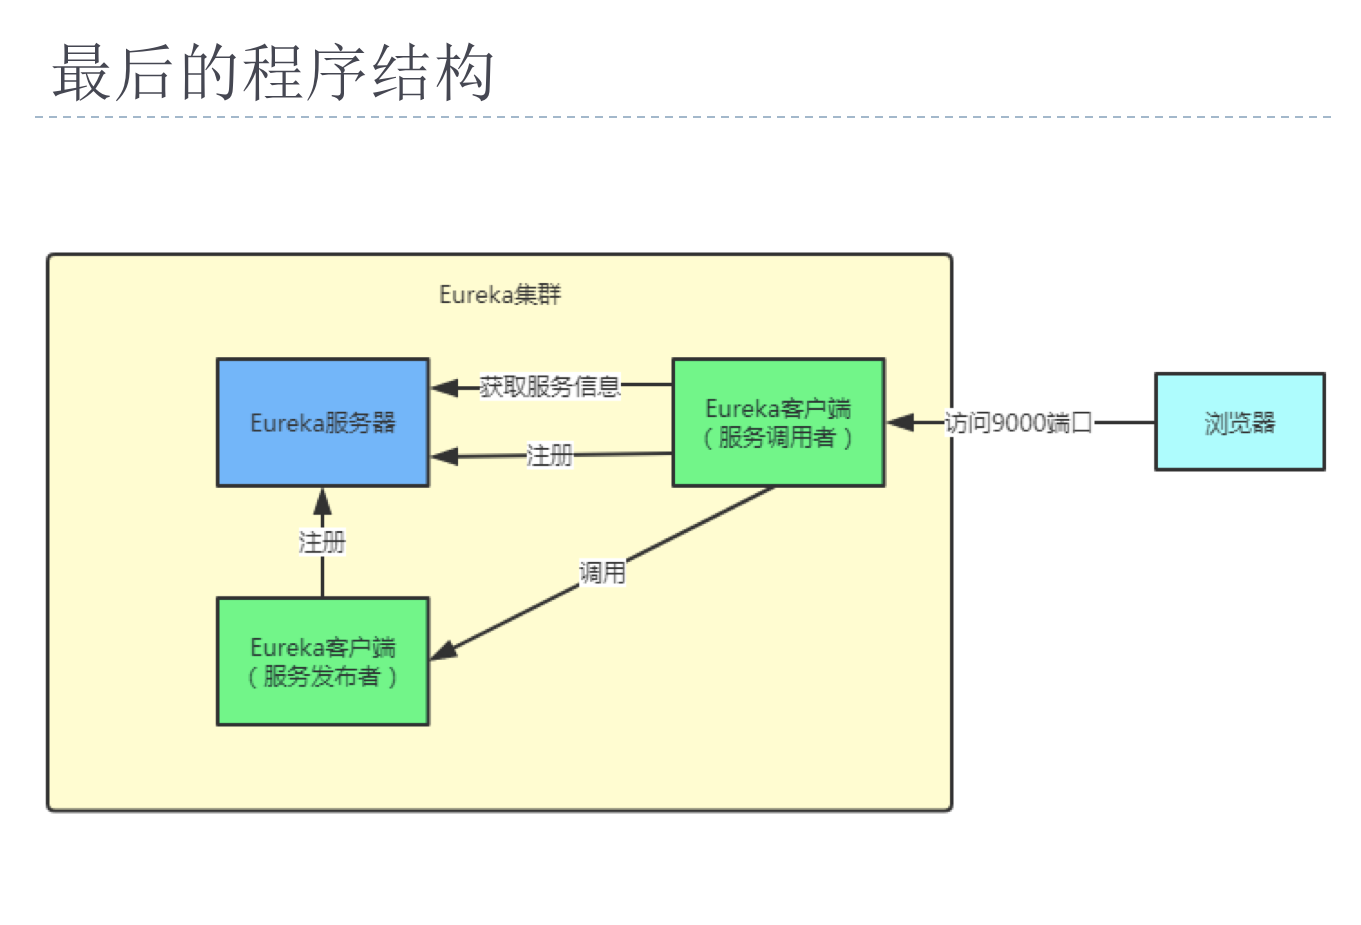 最后的程序结构
Eureka集群
获取服务信息
Eureka服务器
Eureka客户端
（服务调用者）
访问9000端口
浏览器
注册
注册
调用
Eureka客户端
（服务发布者）